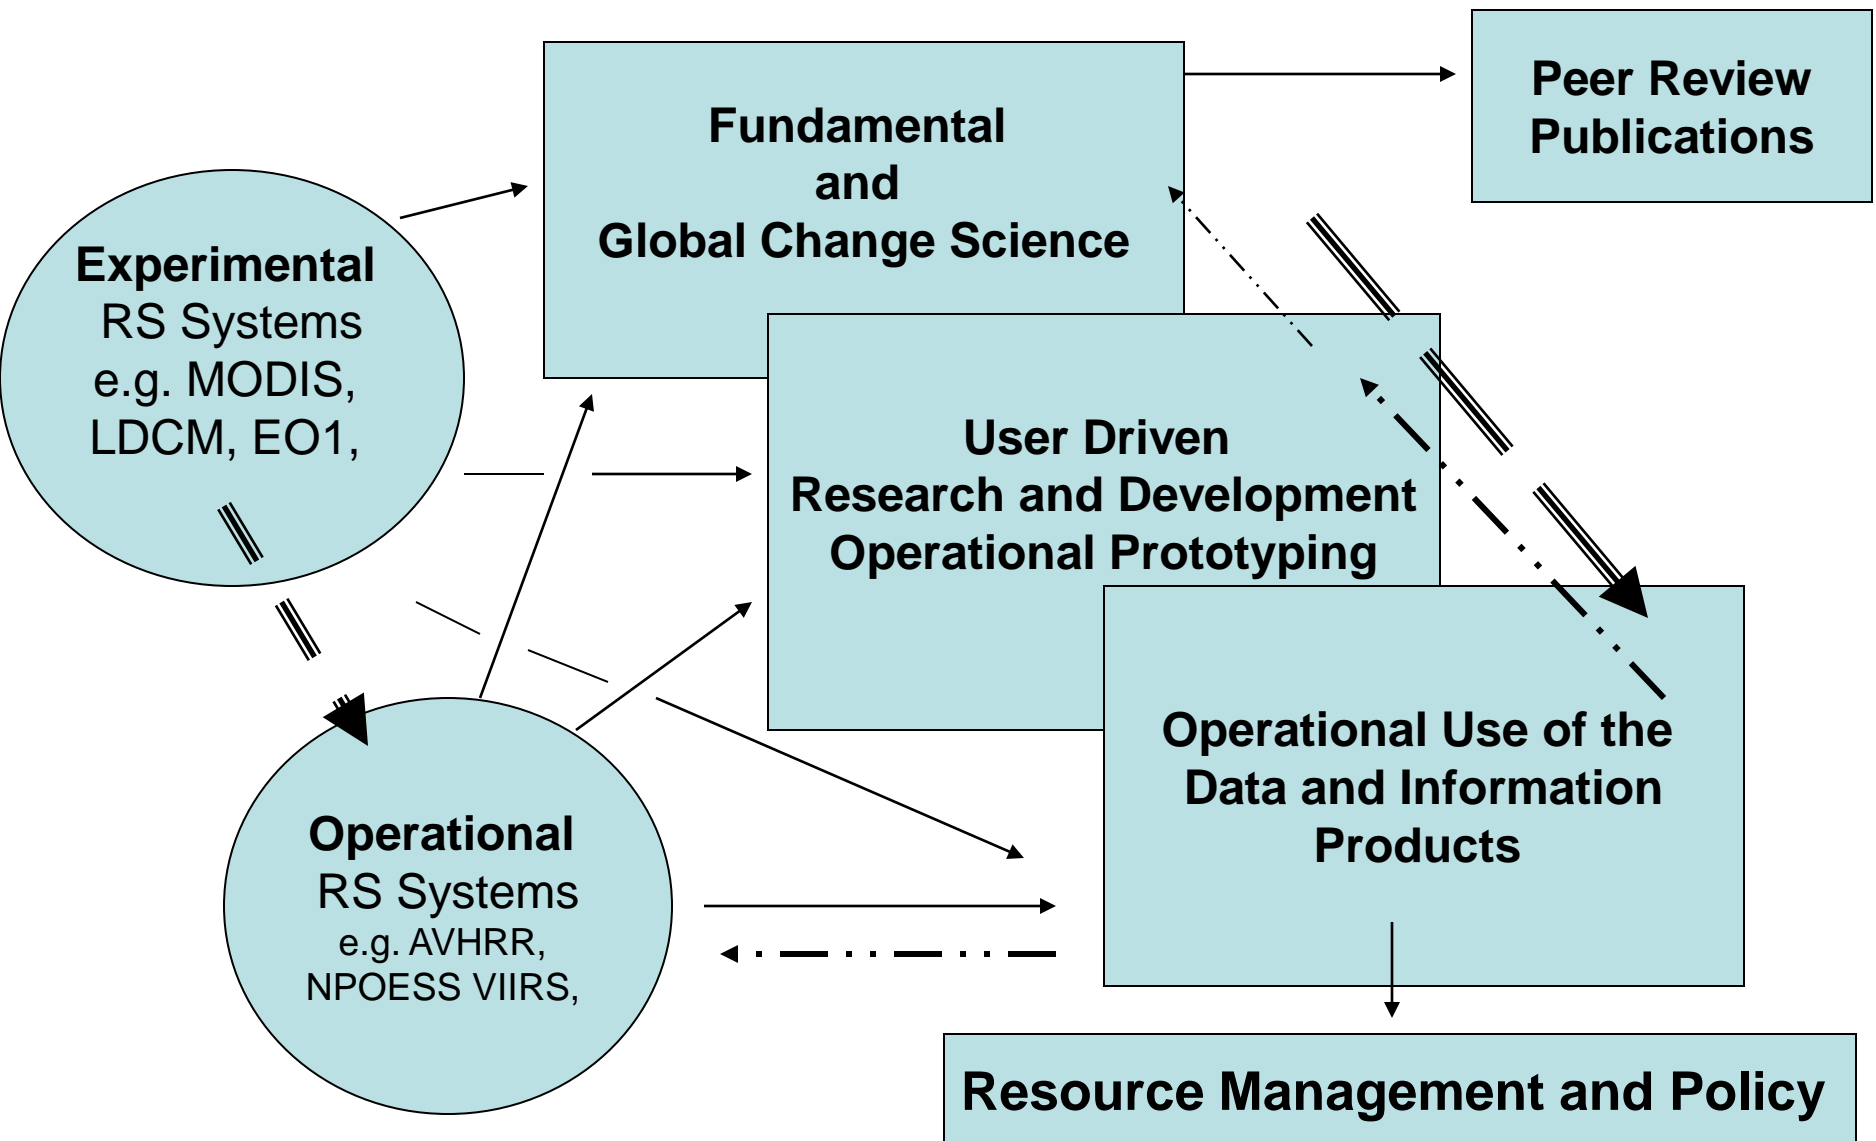 Fundamental
and
Global Change Science
Peer Review
Publications
Experimental
RS Systems
e.g. MODIS,
LDCM, EO1,
User Driven
Research and Development
Operational Prototyping
Operational Use of the
Data and Information
Products
Operational
RS Systems
e.g. AVHRR,
NPOESS VIIRS,
Resource Management and Policy